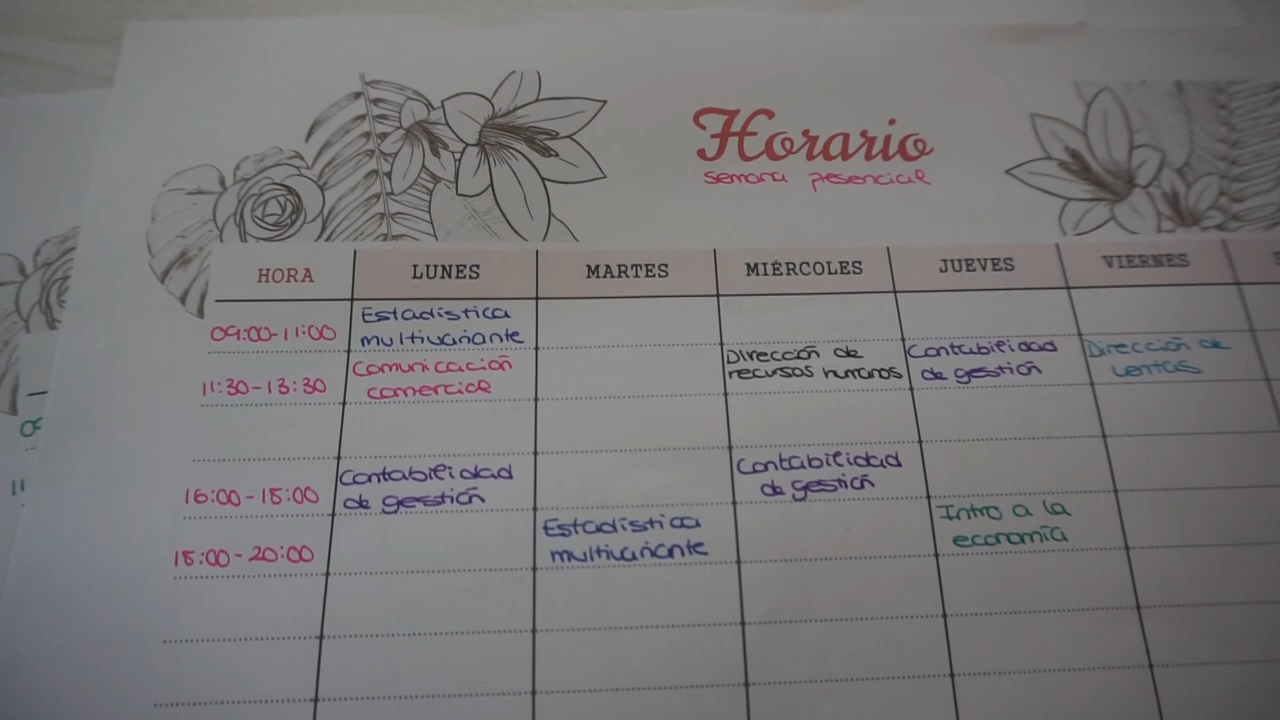 Horario
semana presencial
HORA LUNES MARTES MIÉRCOLES JUEVES VIERNES
09:00-11:00 Estadística
multivariante
11:30-13:30 Comunicación
comercial
Dirección de
recursos humanos
Contabilidad
de gestión
Dirección de
ventas
16:00-18:00 Contabilidad
de gestión
Contabilidad
de gestión
18:00-20:00 Estadística
multivariante
Intro a la
economía